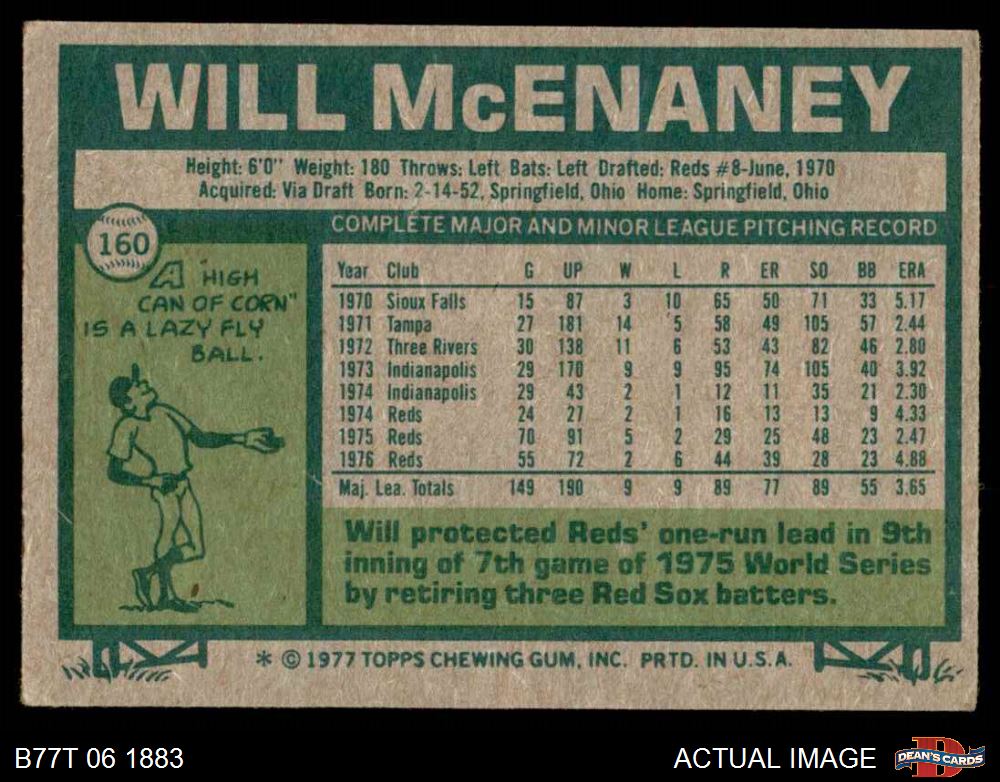 WILL McENANEY
Height: 6'0" Weight: 180 Throws: Left Bats: Left Drafted: Reds #8-June, 1970
Acquired: Via Draft Born: 2-14-52, Springfield, Ohio Home: Springfield, Ohio
160
COMPLETE MAJOR AND MINOR LEAGUE PITCHING RECORD
A HIGH
CAN OF CORN"
IS A LAZY FLY
BALL.
Year Club G UP W L R ER SO BB ERA
1970 Sioux Falls 15 87 3 10 65 50 71 33 5.17
1971 Tampa 27 181 14 5 58 49 105 57 2.44
1972 Three Rivers 30 138 11 6 53 43 82 46 2.80
1973 Indianapolis 29 170 9 9 95 74 105 40 3.92
1974 Indianapolis 29 43 2 1 12 11 35 21 2.30
1974 Reds 24 27 2 1 16 13 13 9 4.33
1975 Reds 70 91 5 2 29 25 48 23 2.47
1976 Reds 55 72 2 6 44 39 28 23 4.88
Maj. Lea. Totals 149 190 9 9 89 77 89 55 3.65
Will protected Reds' one-run lead in 9th
inning of 7th game of 1975 World Series
by retiring three Red Sox batters.
* © 1977 TOPPS CHEWING GUM, INC. PRTD. IN U.S.A.
B77T 06 1883
ACTUAL IMAGE
D
DEAN'S CARDS